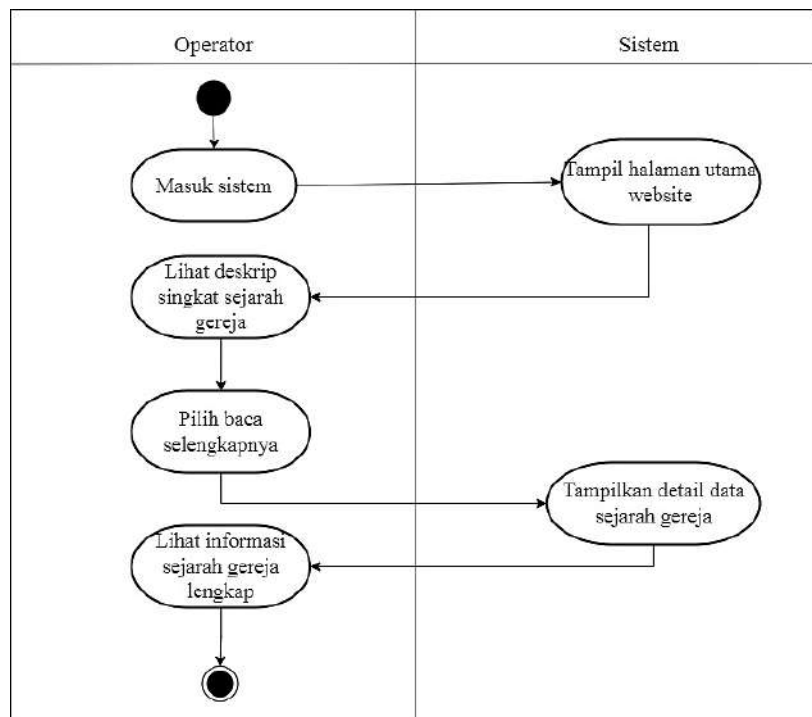 Operator
Sistem
Masuk sistem
Tampil halaman utama
website
Lihat deskrip
singkat sejarah
gereja
Pilih baca
selengkapnya
Tampilkan detail data
sejarah gereja
Lihat informasi
sejarah gereja
lengkap